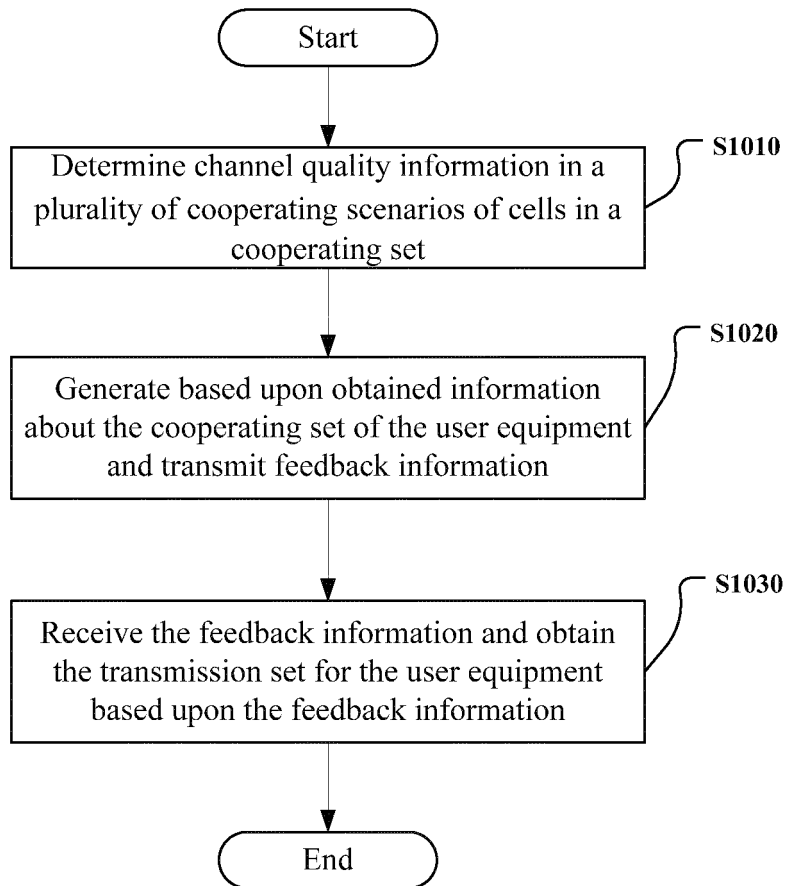 Start
S1010
Determine channel quality information in a
plurality of cooperating scenarios of cells in a
cooperating set
S1020
Generate based upon obtained information
about the cooperating set of the user equipment
and transmit feedback information
S1030
Receive the feedback information and obtain
the transmission set for the user equipment
based upon the feedback information
End